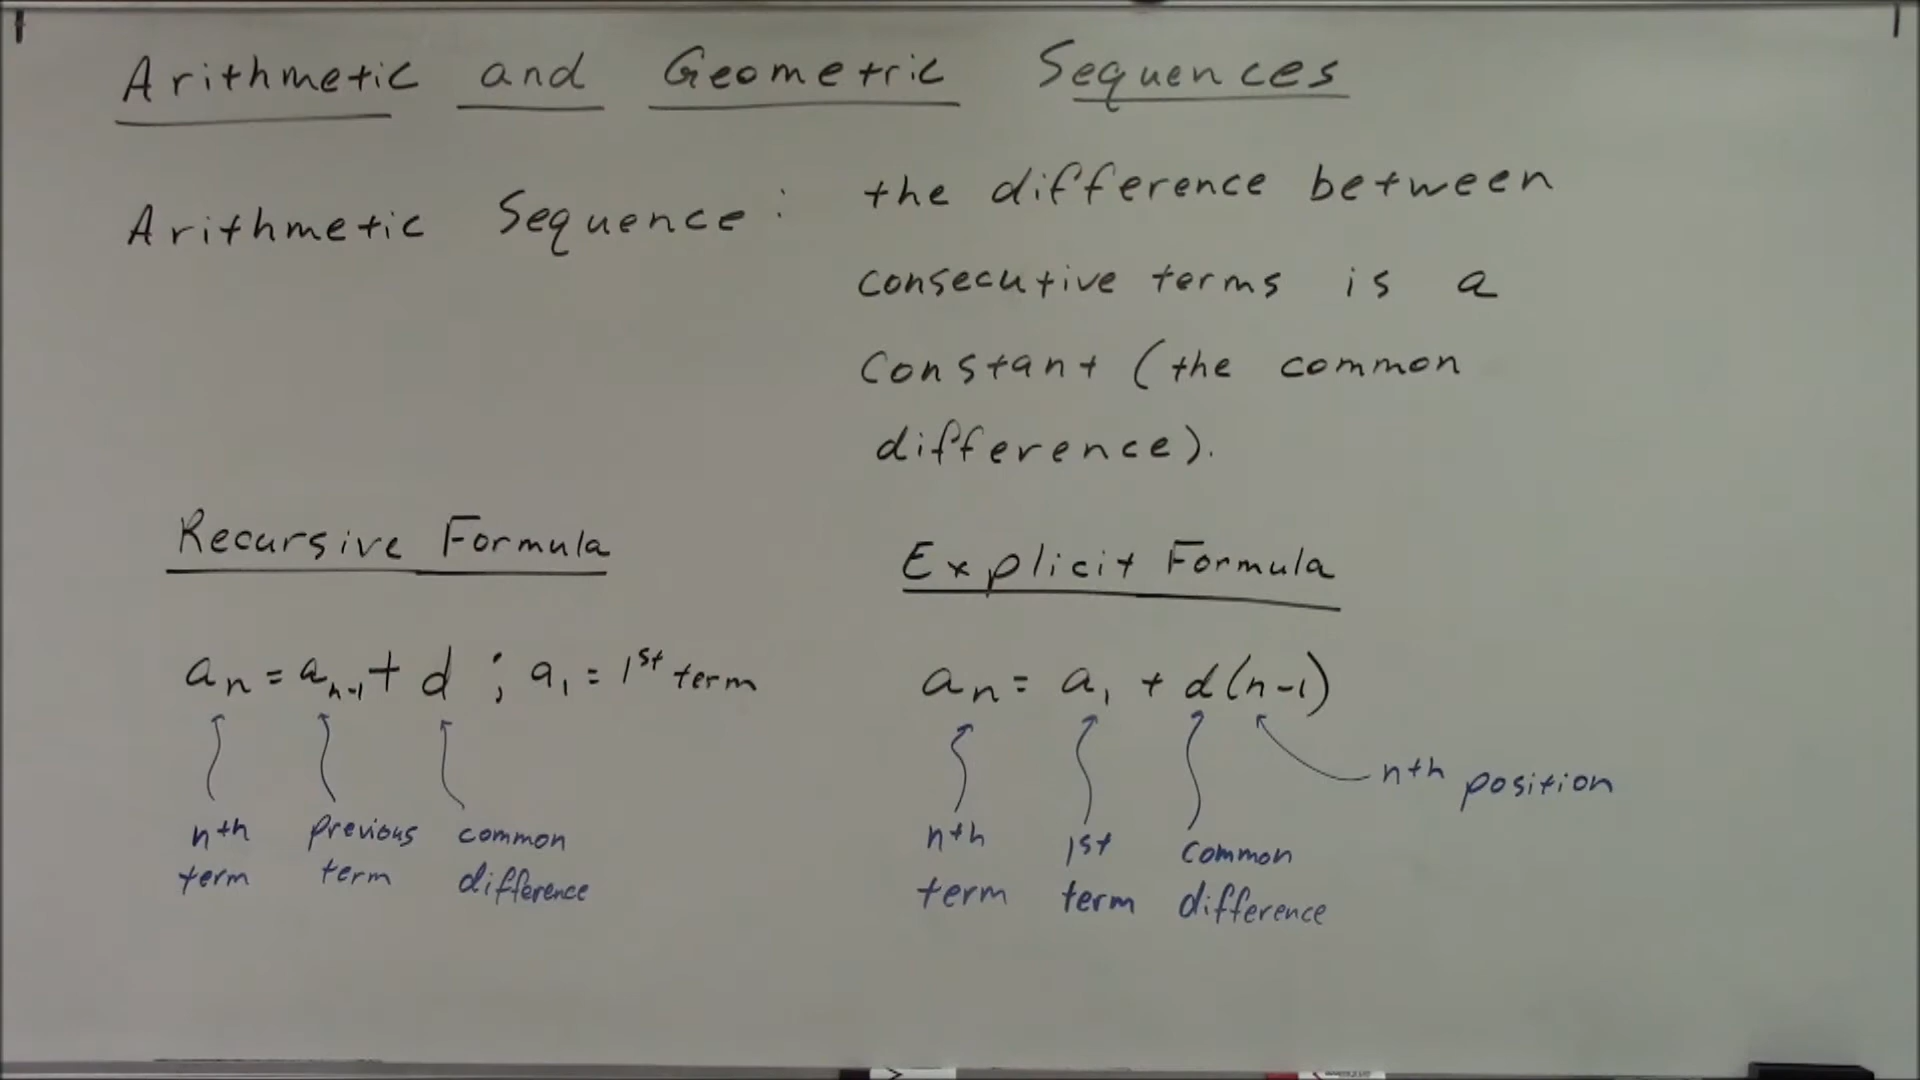 Arithmetic and Geometric Sequences
Arithmetic Sequence: the difference between
consecutive terms is a
constant (the common
difference).
Recursive Formula
aₙ = aₙ₋₁ + d ; a₁ = 1ˢᵗ term
nth term
previous term
common difference
Explicit Formula
aₙ = a₁ + d(n-1)
nth position
nth term
1st term
common difference